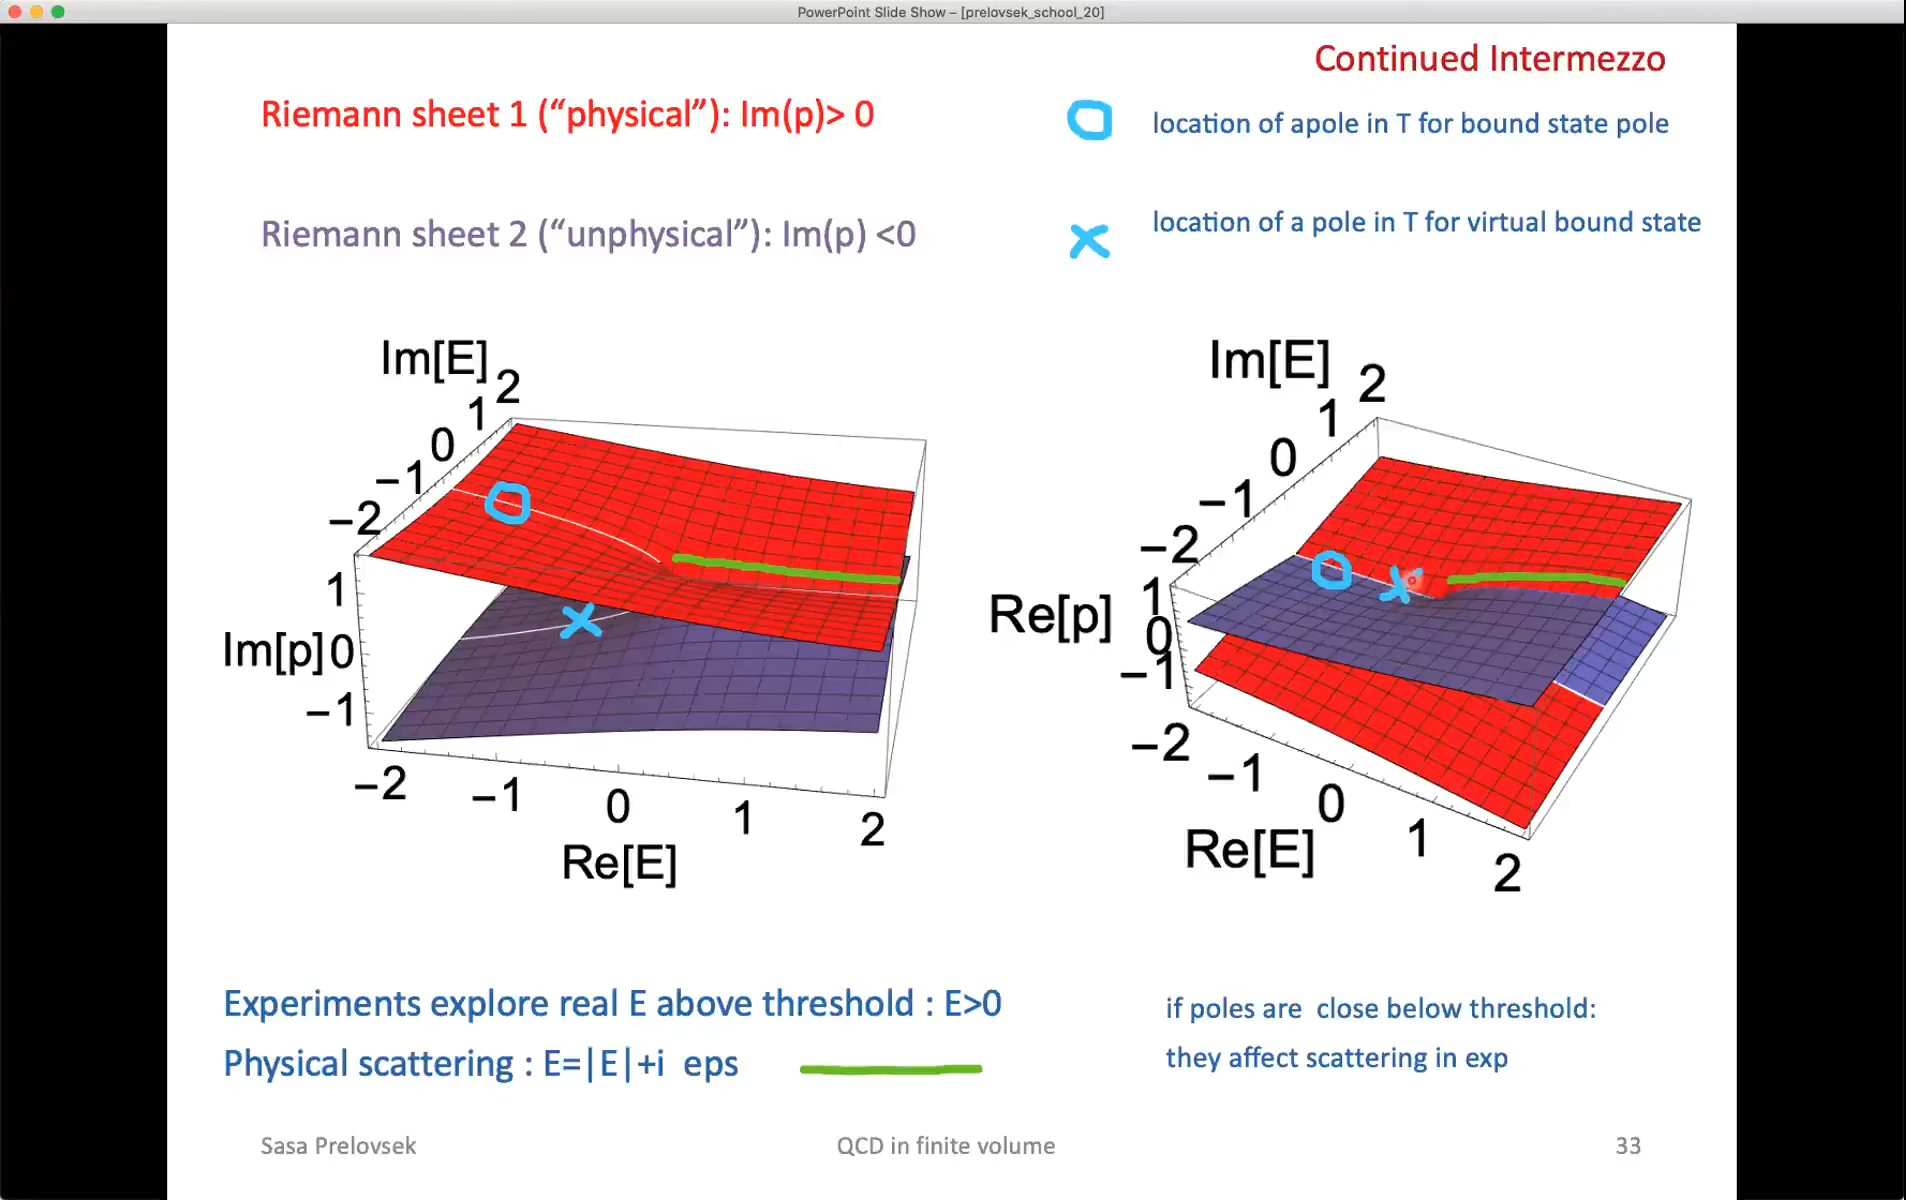 PowerPoint Slide Show – [prelovsek_school_20]
Continued Intermezzo
Riemann sheet 1 (“physical”): Im(p)> 0
location of apole in T for bound state pole
Riemann sheet 2 (“unphysical”): Im(p) <0
location of a pole in T for virtual bound state
Im[E]
2
1
0
−1
−2
1
Im[p]
0
−1
−2
−1
0
1
2
Re[E]
Im[E]
2
1
0
−1
−2
Re[p]
1
0
−1
−2
−1
0
1
2
Re[E]
Experiments explore real E above threshold : E>0
Physical scattering : E=|E|+i eps
if poles are close below threshold:
they affect scattering in exp
Sasa Prelovsek
QCD in finite volume
33